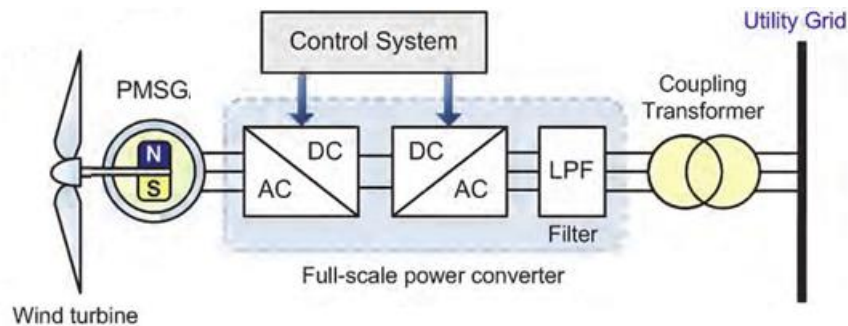 Utility Grid
Control System
Coupling
Transformer
PMSG.
N
S
DC
AC
DC
AC
LPF
Filter
Full-scale power converter
Wind turbine